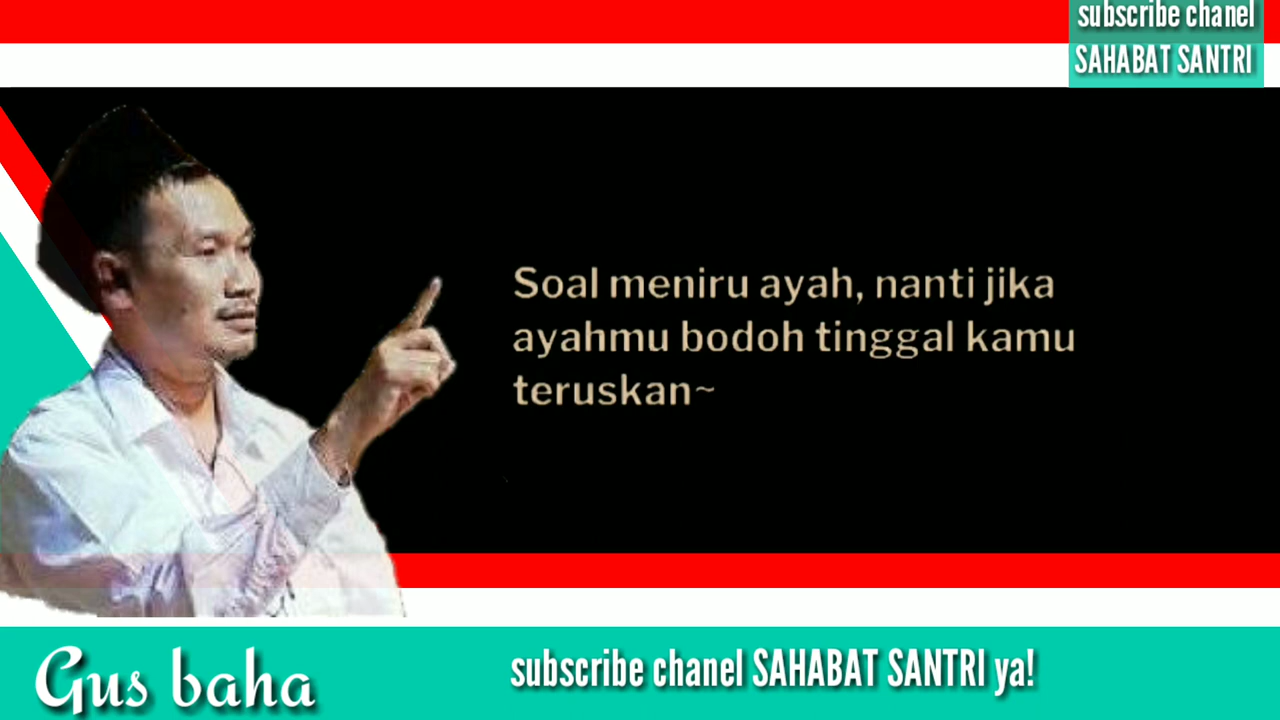 subscribe chanel
SAHABAT SANTRI
Soal meniru ayah, nanti jika
ayahmu bodoh tinggal kamu
teruskan~
Gus baha
subscribe chanel SAHABAT SANTRI ya!